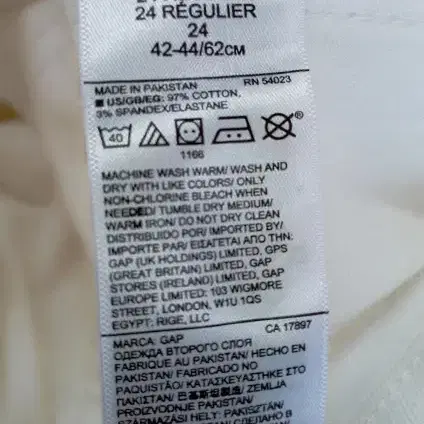 24 RÉGULIER
24
42-44/62CM
MADE IN PAKISTAN RN 54023
■ US/GB/EG: 97% COTTON,
3% SPANDEX/ELASTANE
40
1166
MACHINE WASH WARM/ WASH AND
DRY WITH LIKE COLORS/ ONLY
NON-CHLORINE BLEACH WHEN
NEEDED/ TUMBLE DRY MEDIUM/
WARM IRON/ DO NOT DRY CLEAN
DISTRIBUIDO POR/ IMPORTED BY/
IMPORTE PAR/ ΕΙΣΑΓΕΤΑΙ ΑΠΟ ΤΗΝ:
GAP (UK HOLDINGS) LIMITED, GPS
(GREAT BRITAIN) LIMITED, GAP
STORES (IRELAND) LIMITED, GAP
EUROPE LIMITED: 103 WIGMORE
STREET, LONDON, W1U 1QS
EGYPT: RIGE, LLC
MARCA: GAP CA 17897
ОДЕЖДА ВТОРОГО СЛОЯ
FABRIQUÉ AU PAKISTAN/ HECHO EN
PAKISTÁN/ FABRICADO NO
PAQUISTÃO/ ΚΑΤΑΣΚΕΥΑΣΤΗΚΕ ΣΤΟ
ΠΑΚΙΣΤΑΝ/ 巴基斯坦製造/ ZEMLJA
PROIZVODNJE PAKISTAN/
SZÁRMAZÁSI HELY: PAKISZTÁN/
СДЕЛАНО В